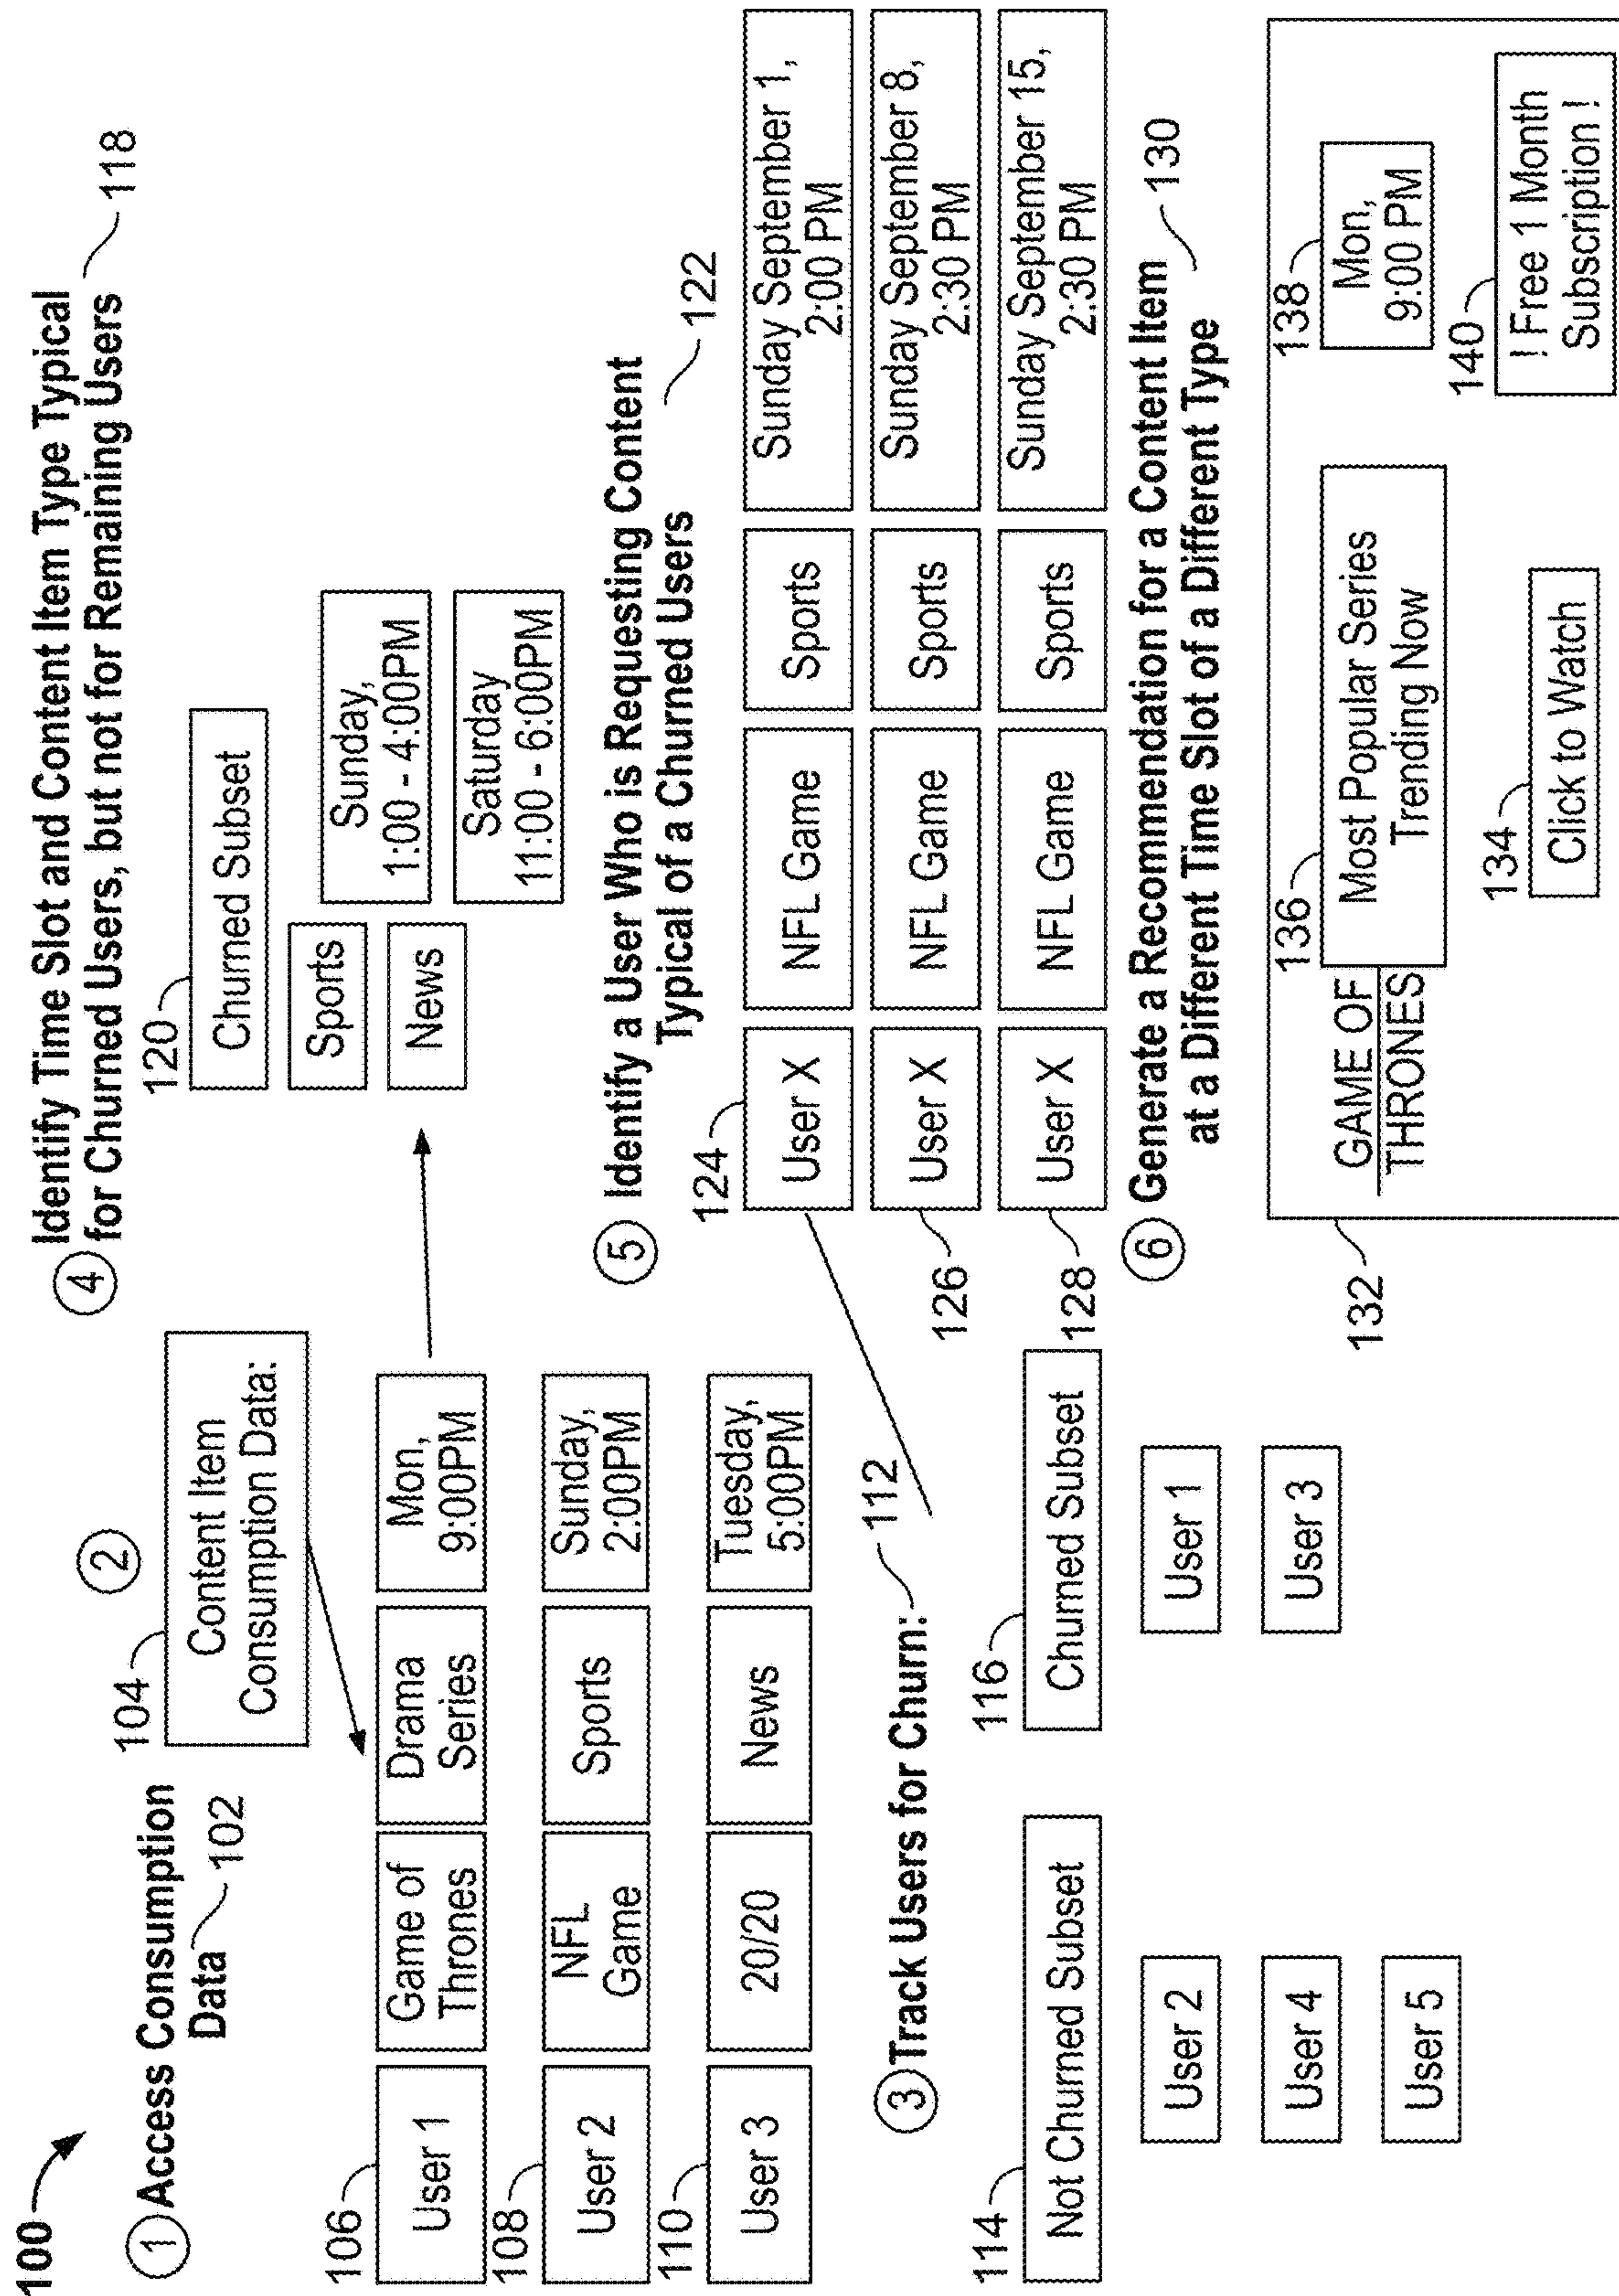 100
① Access Consumption
Data 102
②
104
Content Item
Consumption Data:
106
User 1
Game of
Thrones
Drama
Series
Mon,
9:00PM
108
User 2
NFL
Game
Sports
Sunday,
2:00PM
110
User 3
20/20
News
Tuesday,
5:00PM
③ Track Users for Churn: 112
114
Not Churned Subset
User 2
User 4
User 5
116
Churned Subset
User 1
User 3
④
Identify Time Slot and Content Item Type Typical
for Churned Users, but not for Remaining Users
118
120
Churned Subset
Sports
News
Sunday,
1:00 - 4:00PM
Saturday
11:00 - 6:00PM
⑤ Identify a User Who is Requesting Content
Typical of a Churned Users
122
124
User X
NFL Game
Sports
Sunday September 1,
2:00 PM
126
User X
NFL Game
Sports
Sunday September 8,
2:30 PM
128
User X
NFL Game
Sports
Sunday September 15,
2:30 PM
⑥ Generate a Recommendation for a Content Item
at a Different Time Slot of a Different Type
130
132
GAME OF
THRONES
136
Most Popular Series
Trending Now
138
Mon,
9:00 PM
134
Click to Watch
140
! Free 1 Month
Subscription !